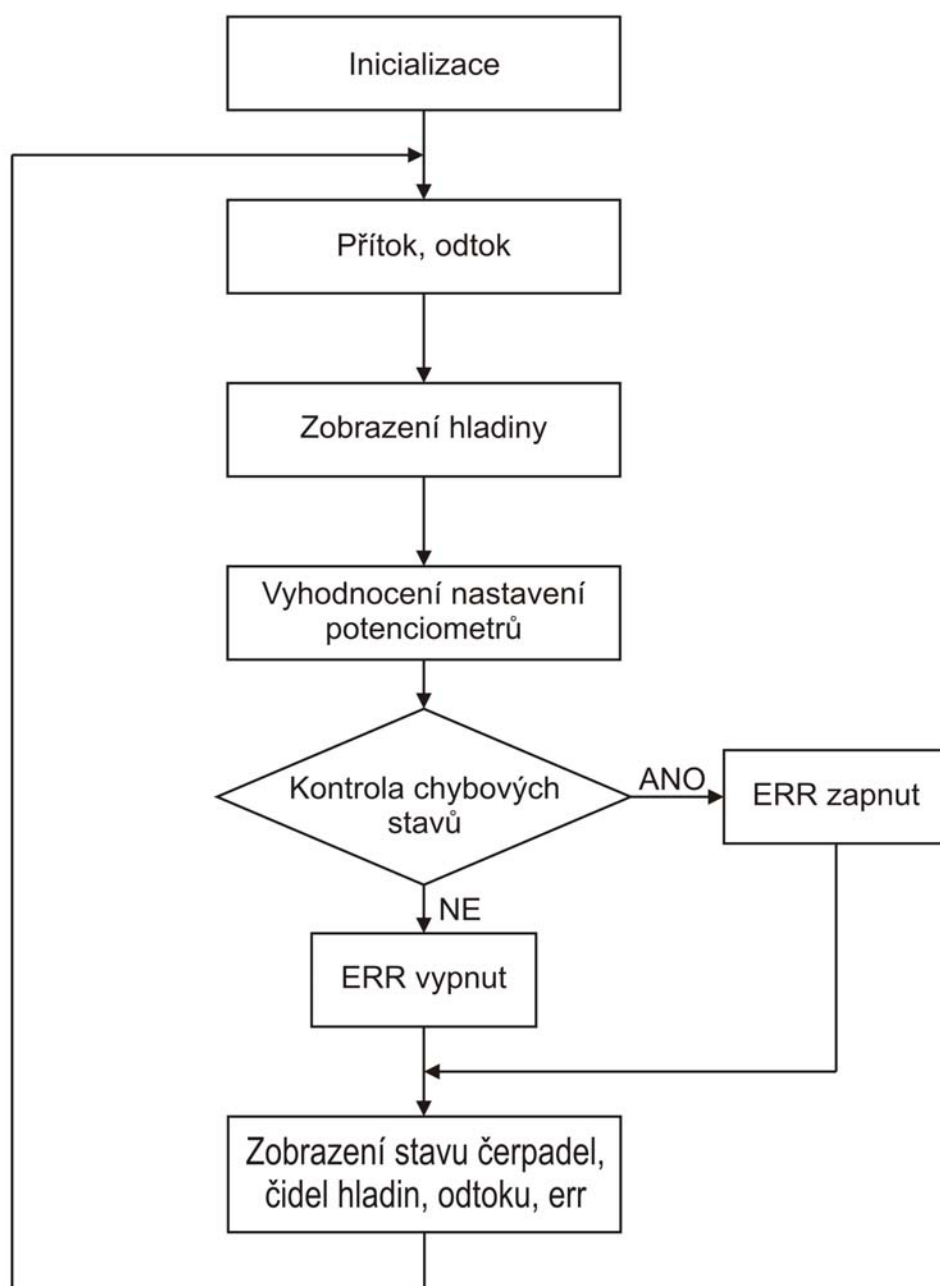 Inicializace
Přítok, odtok
Zobrazení hladiny
Vyhodnocení nastavení
potenciometrů
Kontrola chybových
stavů
ANO
ERR zapnut
NE
ERR vypnut
Zobrazení stavu čerpadel,
čidel hladin, odtoku, err